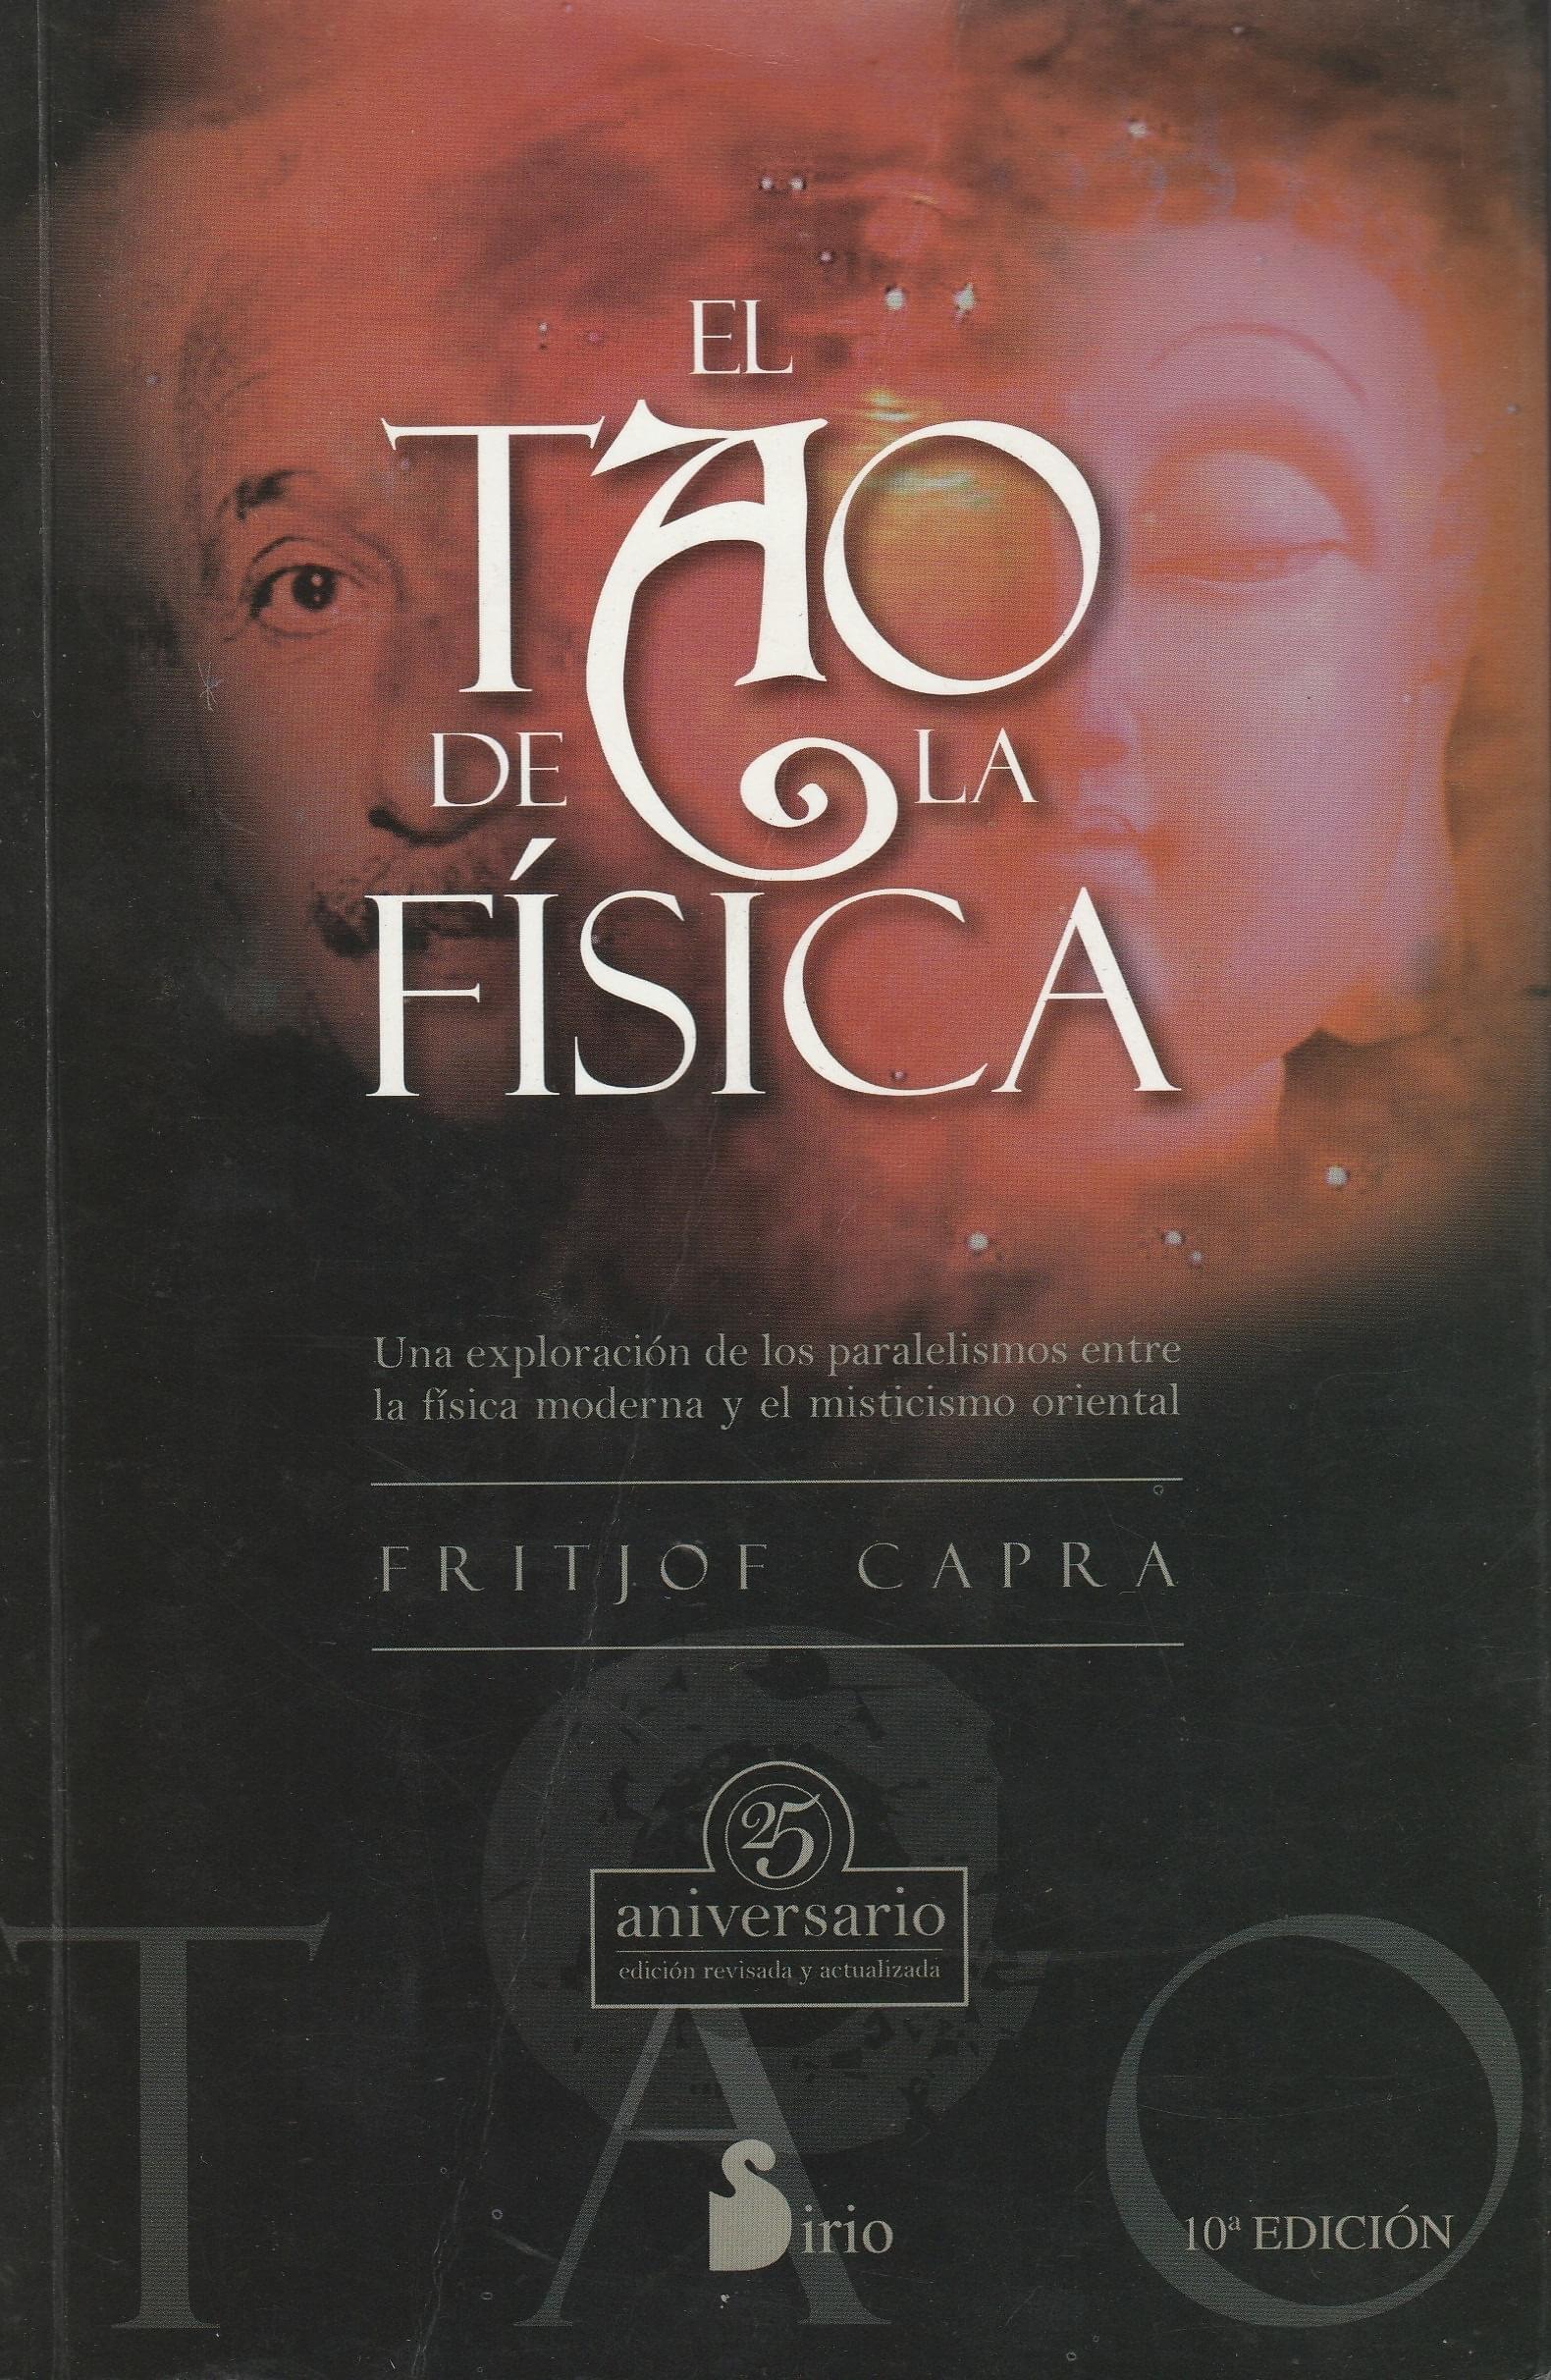 EL
TAO
DE LA
FÍSICA
Una exploración de los paralelismos entre
la física moderna y el misticismo oriental
FRITJOF CAPRA
25
aniversario
edición revisada y actualizada
TAO
Sirio
10ª EDICIÓN